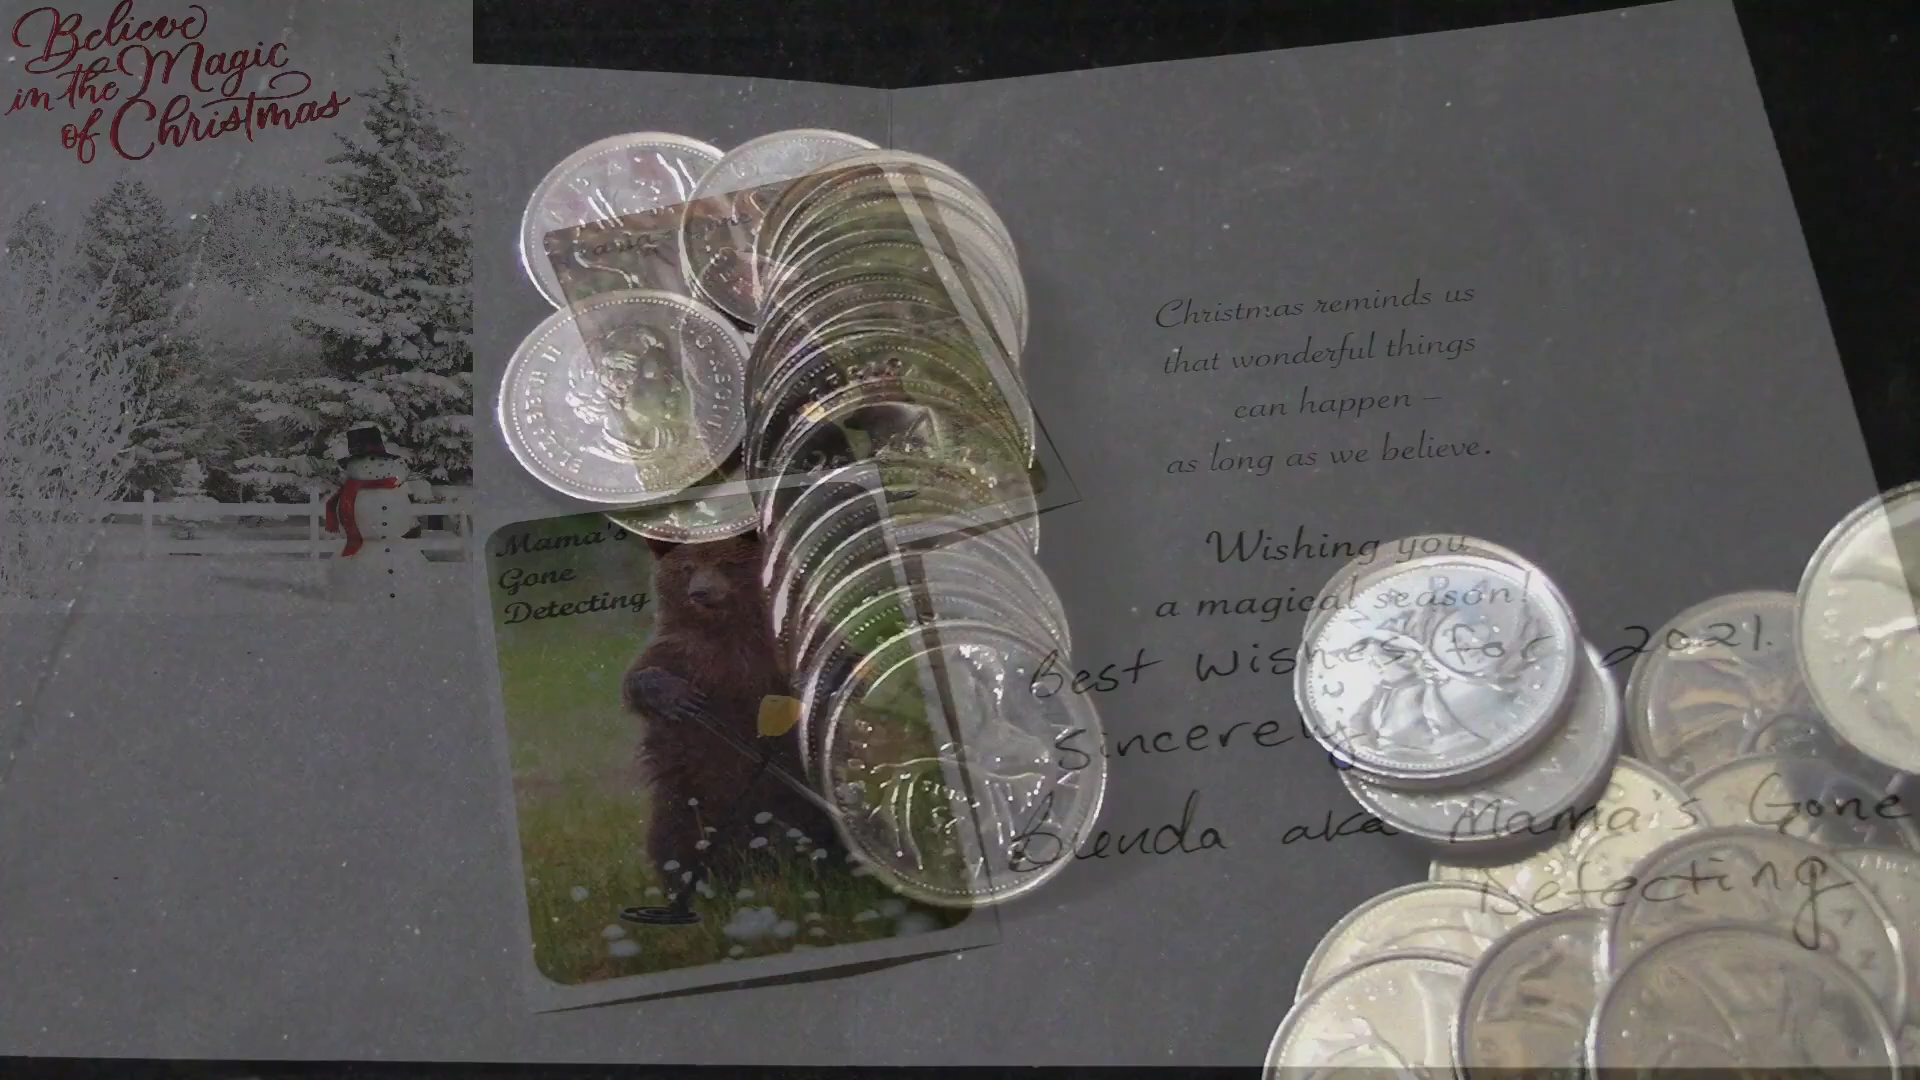 Believe
in the Magic
of Christmas
Christmas reminds us
that wonderful things
can happen –
as long as we believe.
Wishing you
a magical season!
Best wishes for 2021.
Sincerely,
Brenda aka Mama's Gone
Detecting
Mama's
Gone
Detecting
ELIZABETH II